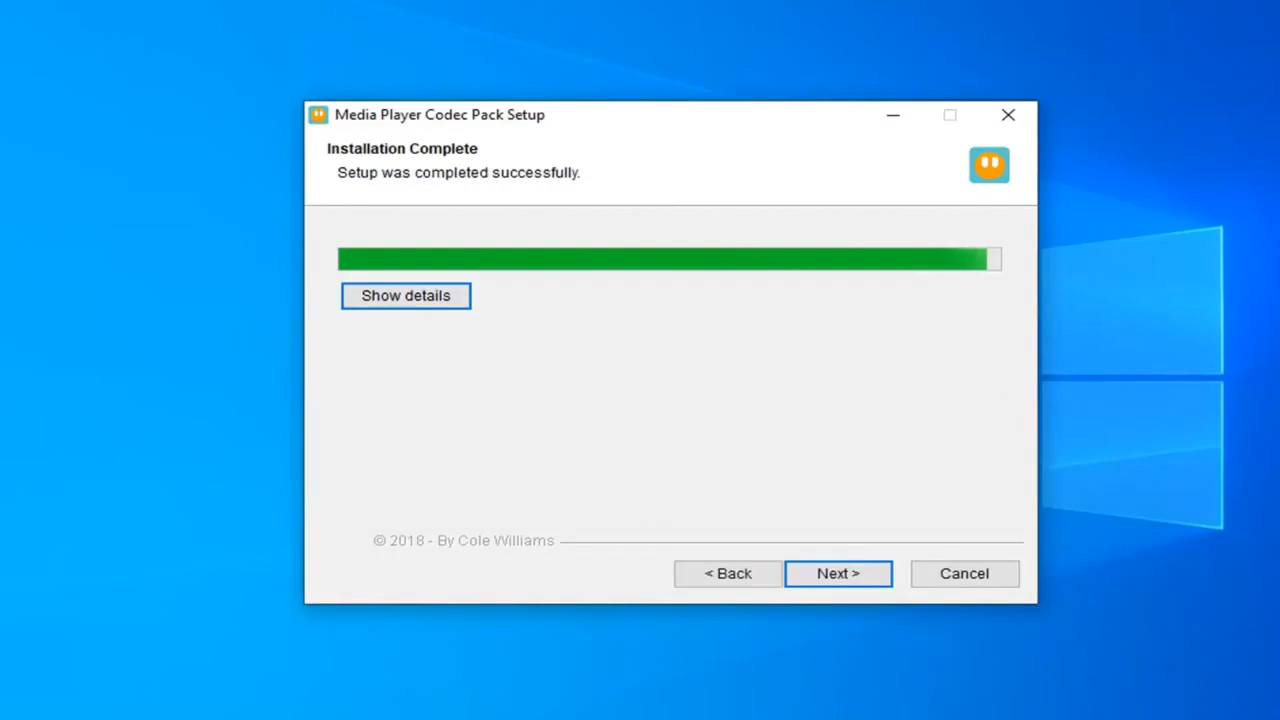 Media Player Codec Pack Setup
Installation Complete
Setup was completed successfully.
Show details
© 2018 - By Cole Williams
< Back
Next >
Cancel